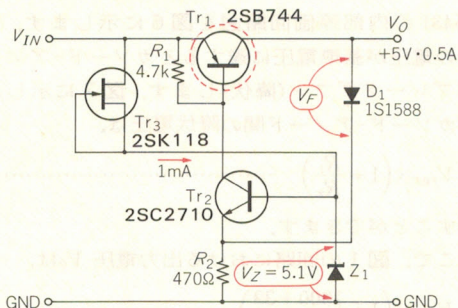 Tr₁
2SB744
V_IN
R₁
4.7k
V_O
+5V·0.5A
V_F
D₁
1S1588
Tr₃
2SK118
1mA
Tr₂
2SC2710
R₂
470Ω
V_Z = 5.1V
Z₁
GND
GND